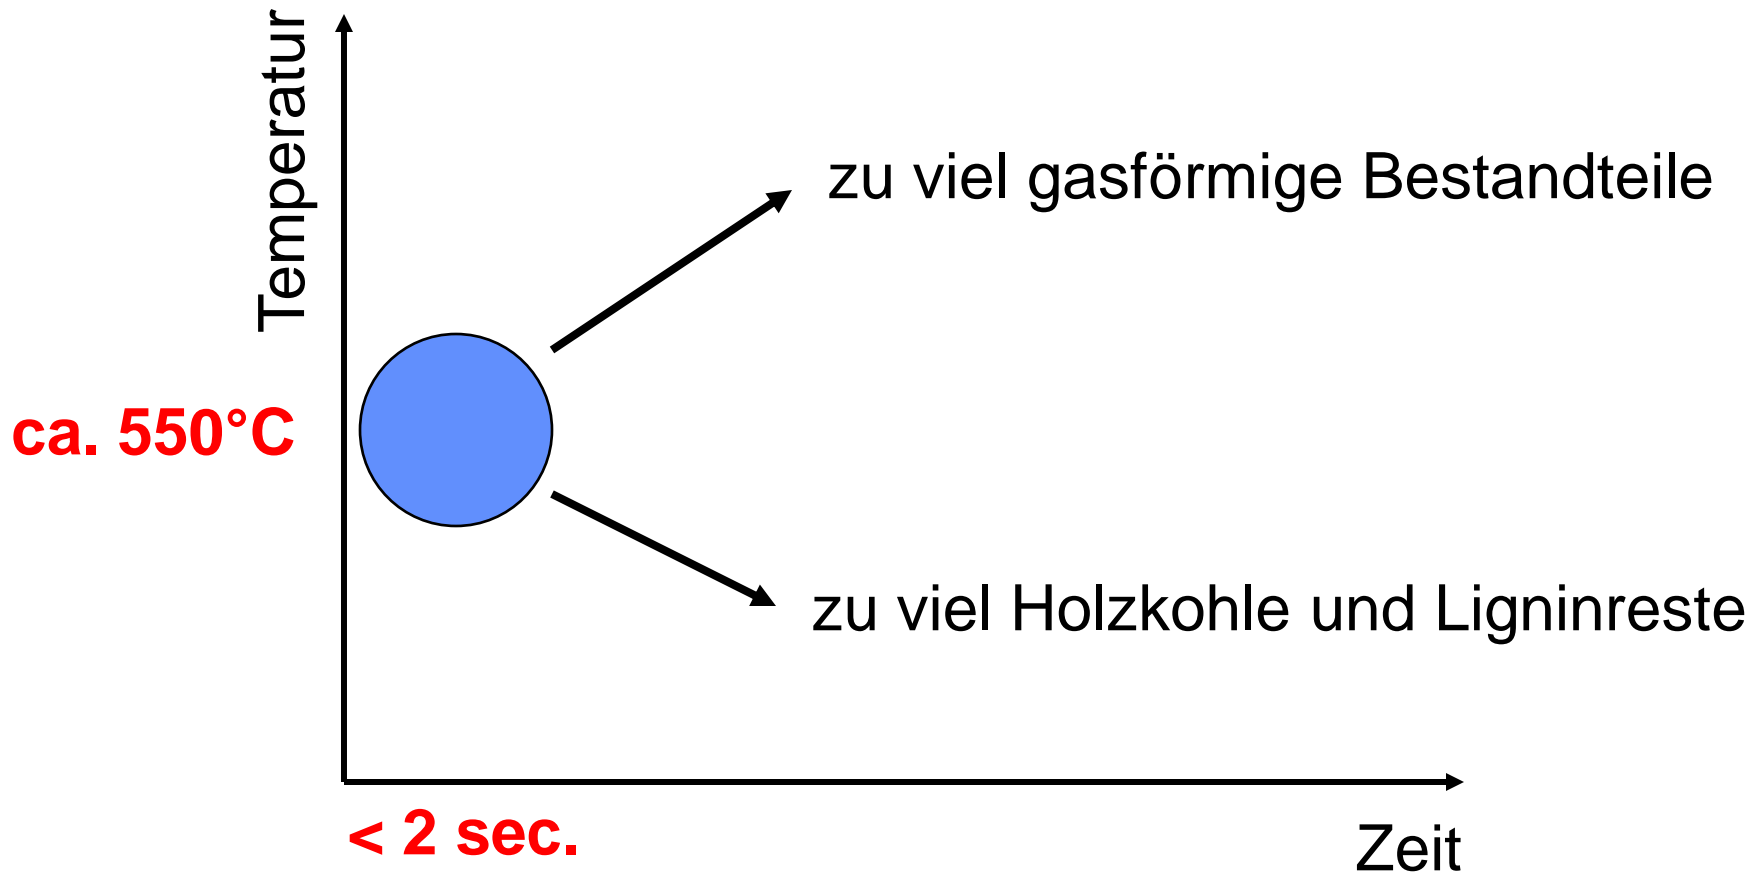 Temperatur
zu viel gasförmige Bestandteile
ca. 550°C
zu viel Holzkohle und Ligninreste
< 2 sec.
Zeit